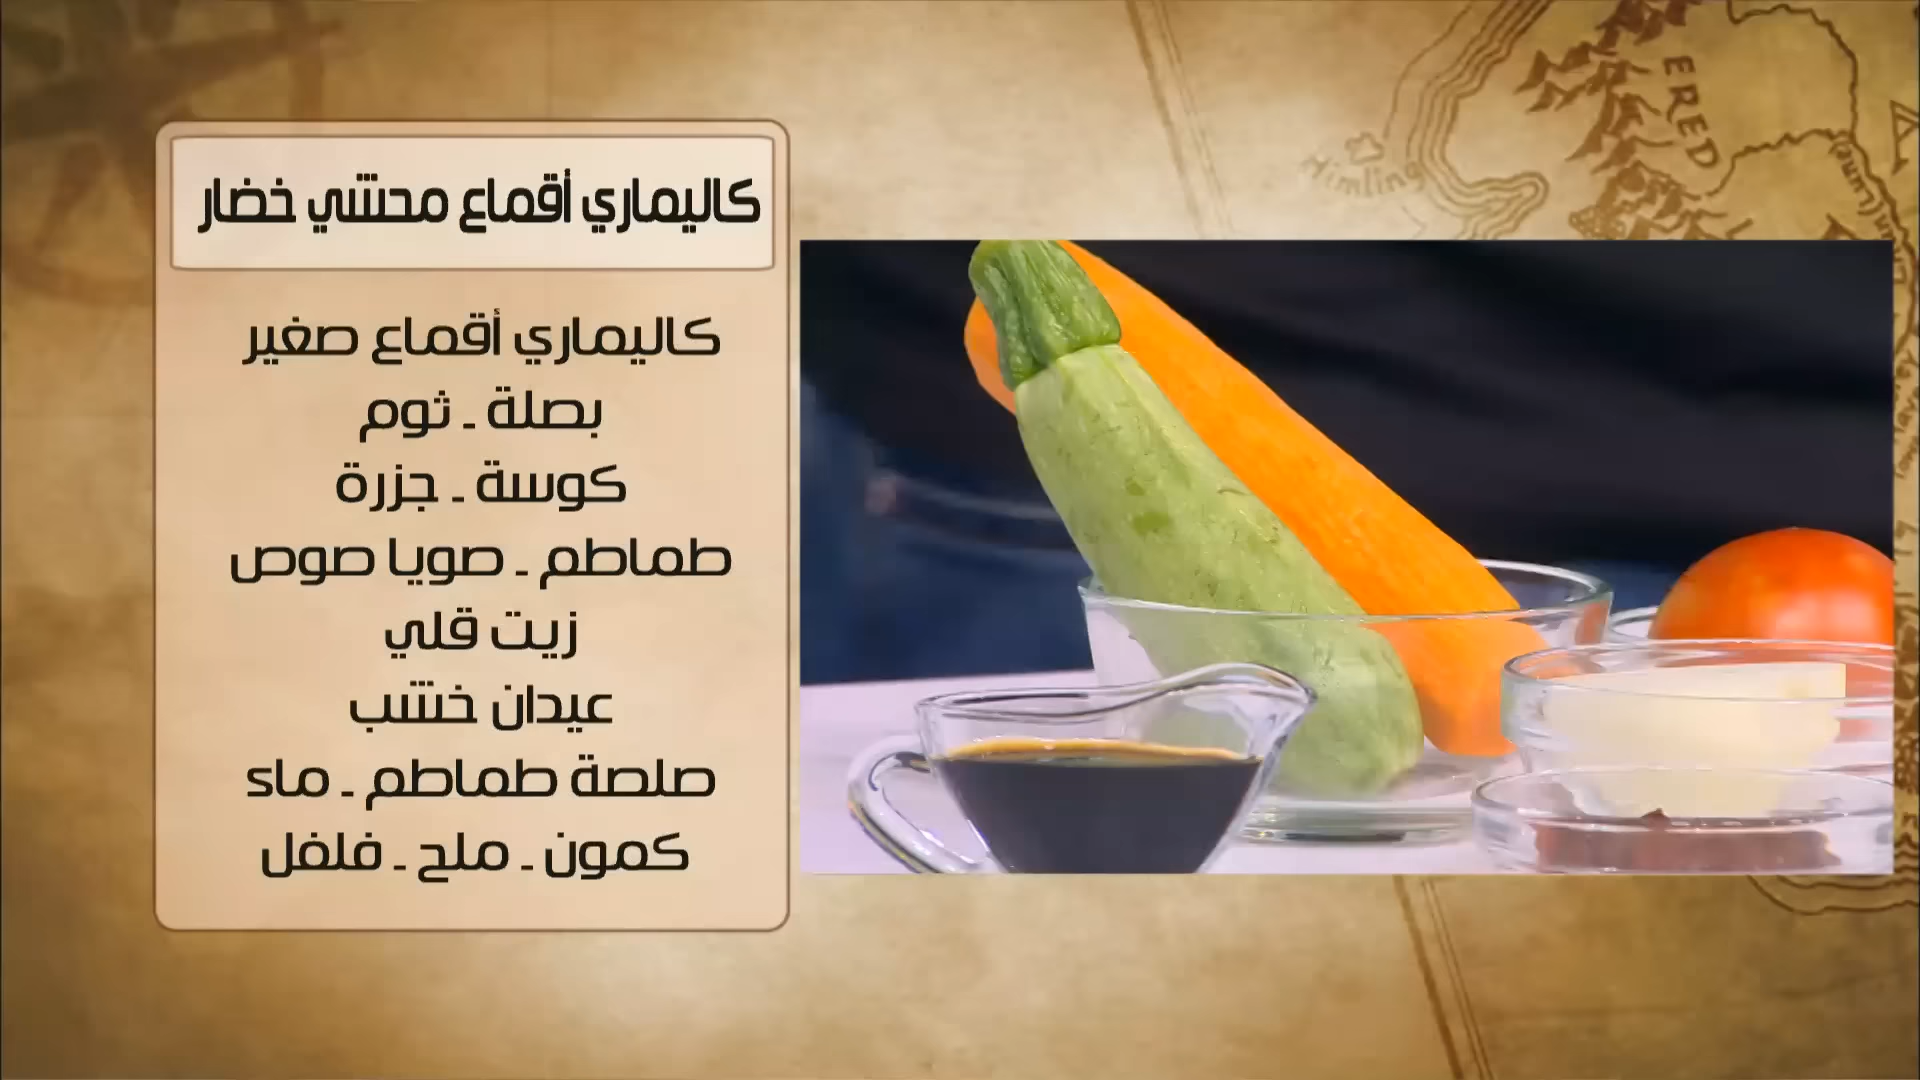 كاليماري أقماع محشي خضار
كاليماري أقماع صغير
بصلة ـ ثوم
كوسة ـ جزرة
طماطم ـ صويا صوص
زيت قلي
عيدان خشب
صلصة طماطم ـ ماء
كمون ـ ملح ـ فلفل
ERED
Himling